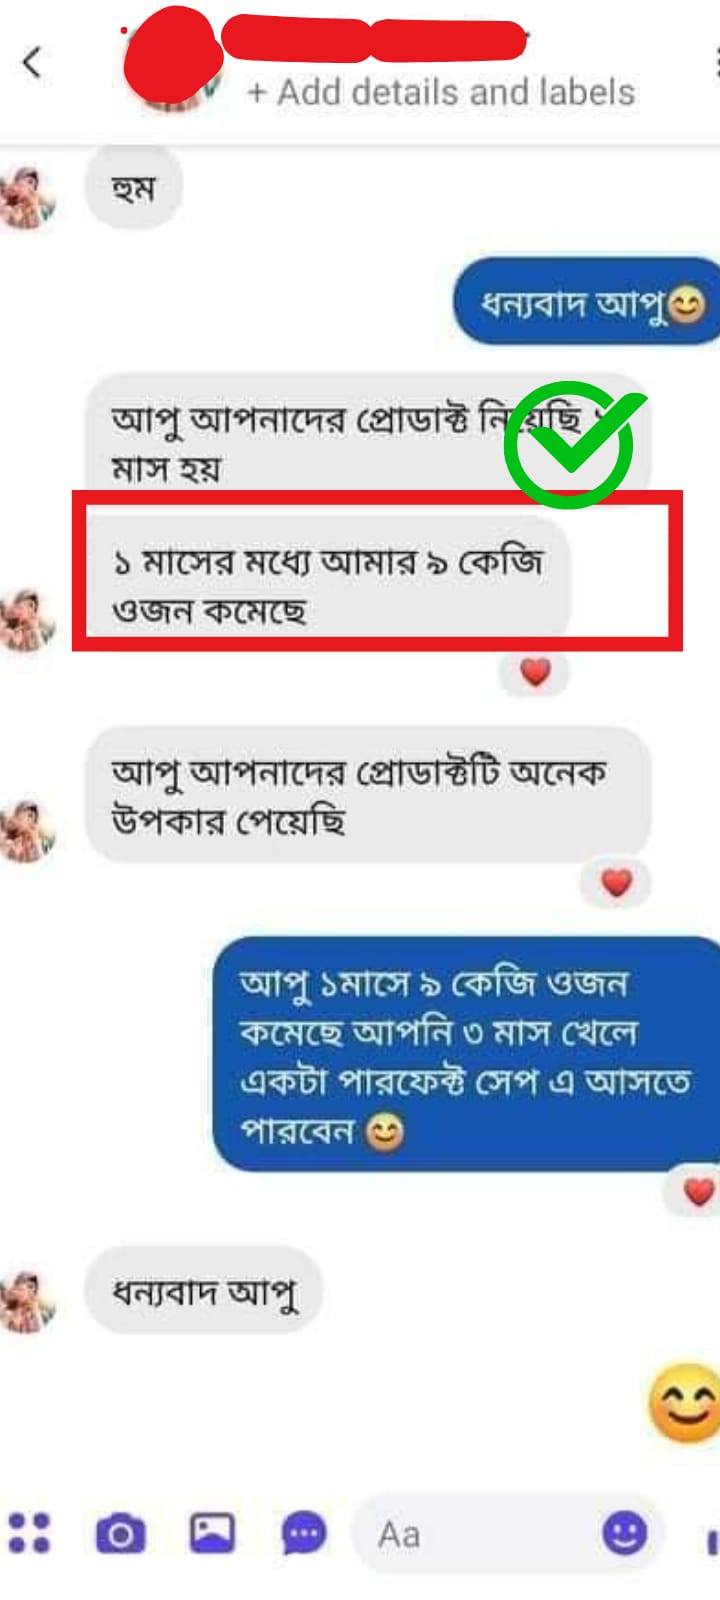 + Add details and labels
হুম
ধন্যবাদ আপু😊
আপু আপনাদের প্রোডাক্ট নিয়েছি ১
মাস হয়
১ মাসের মধ্যে আমার ৯ কেজি
ওজন কমেছে
আপু আপনাদের প্রোডাক্টটি অনেক
উপকার পেয়েছি
আপু ১মাসে ৯ কেজি ওজন
কমেছে আপনি ৩ মাস খেলে
একটা পারফেক্ট সেপ এ আসতে
পারবেন 😊
ধন্যবাদ আপু
Aa